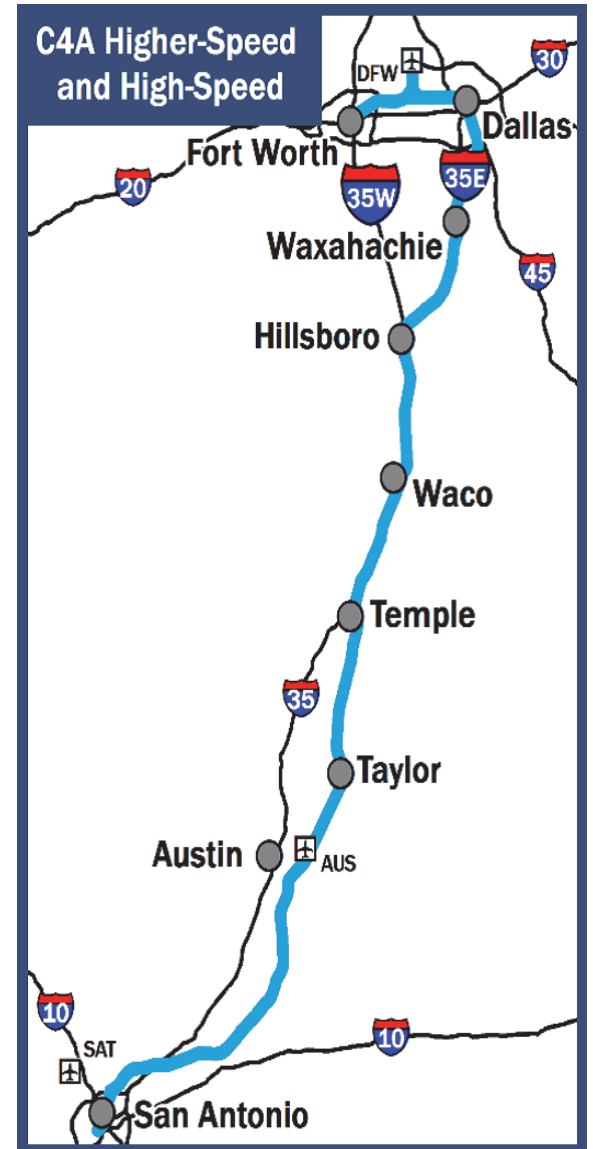 C4A Higher-Speed
and High-Speed
DFW
30
Dallas
Fort Worth
20
35W
35E
Waxahachie
45
Hillsboro
Waco
Temple
35
Taylor
Austin
AUS
10
SAT
10
San Antonio